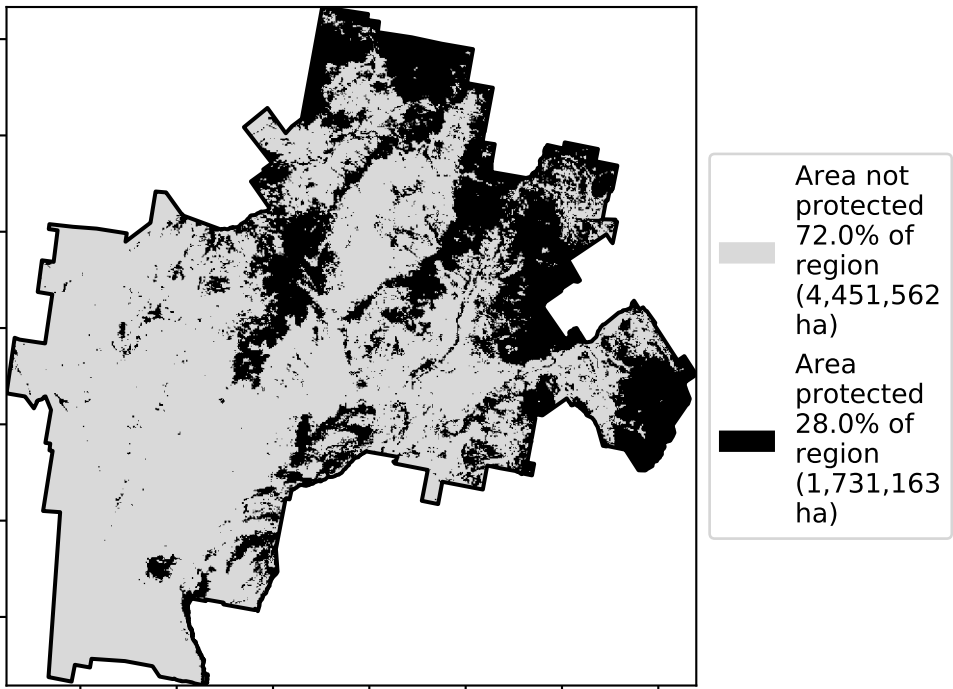 Area not
protected
72.0% of
region
(4,451,562
ha)
Area
protected
28.0% of
region
(1,731,163
ha)